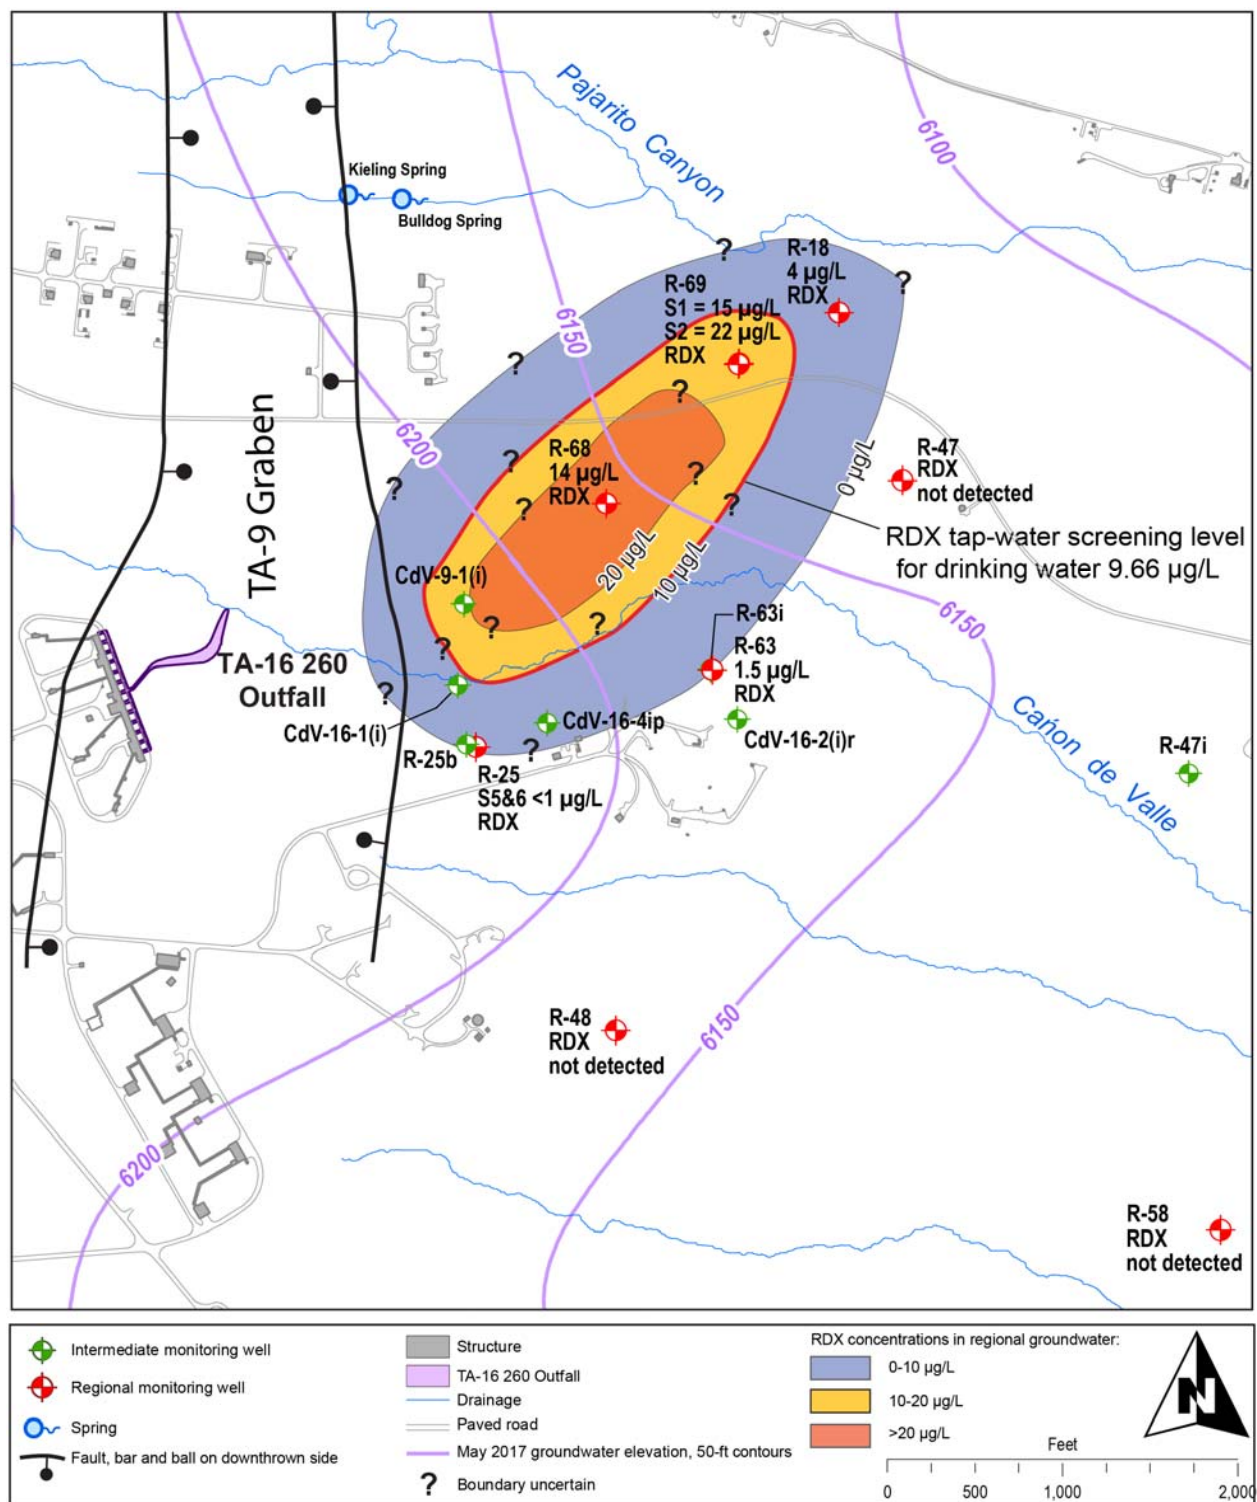 Pajarito Canyon
6100
Kieling Spring
Bulldog Spring
?
?
R-18
4 µg/L
RDX
R-69
S1 = 15 µg/L
S2 = 22 µg/L
RDX
6150
?
?
TA-9 Graben
6200
R-68
14 µg/L
RDX
?
?
?
?
?
0 µg/L
R-47
RDX
not detected
RDX tap-water screening level
for drinking water 9.66 µg/L
20 µg/L
10 µg/L
CdV-9-1(i)
?
?
?
?
R-63i
R-63
1.5 µg/L
RDX
6150
TA-16 260
Outfall
CdV-16-1(i)
CdV-16-4ip
CdV-16-2(i)r
Cañon de Valle
R-47i
R-25b
?
R-25
S5&6 <1 µg/L
RDX
R-48
RDX
not detected
6150
6200
R-58
RDX
not detected
Intermediate monitoring well
Regional monitoring well
Spring
Fault, bar and ball on downthrown side
Structure
TA-16 260 Outfall
Drainage
Paved road
May 2017 groundwater elevation, 50-ft contours
? Boundary uncertain
RDX concentrations in regional groundwater:
0-10 µg/L
10-20 µg/L
>20 µg/L
N
Feet
0 500 1,000 2,000